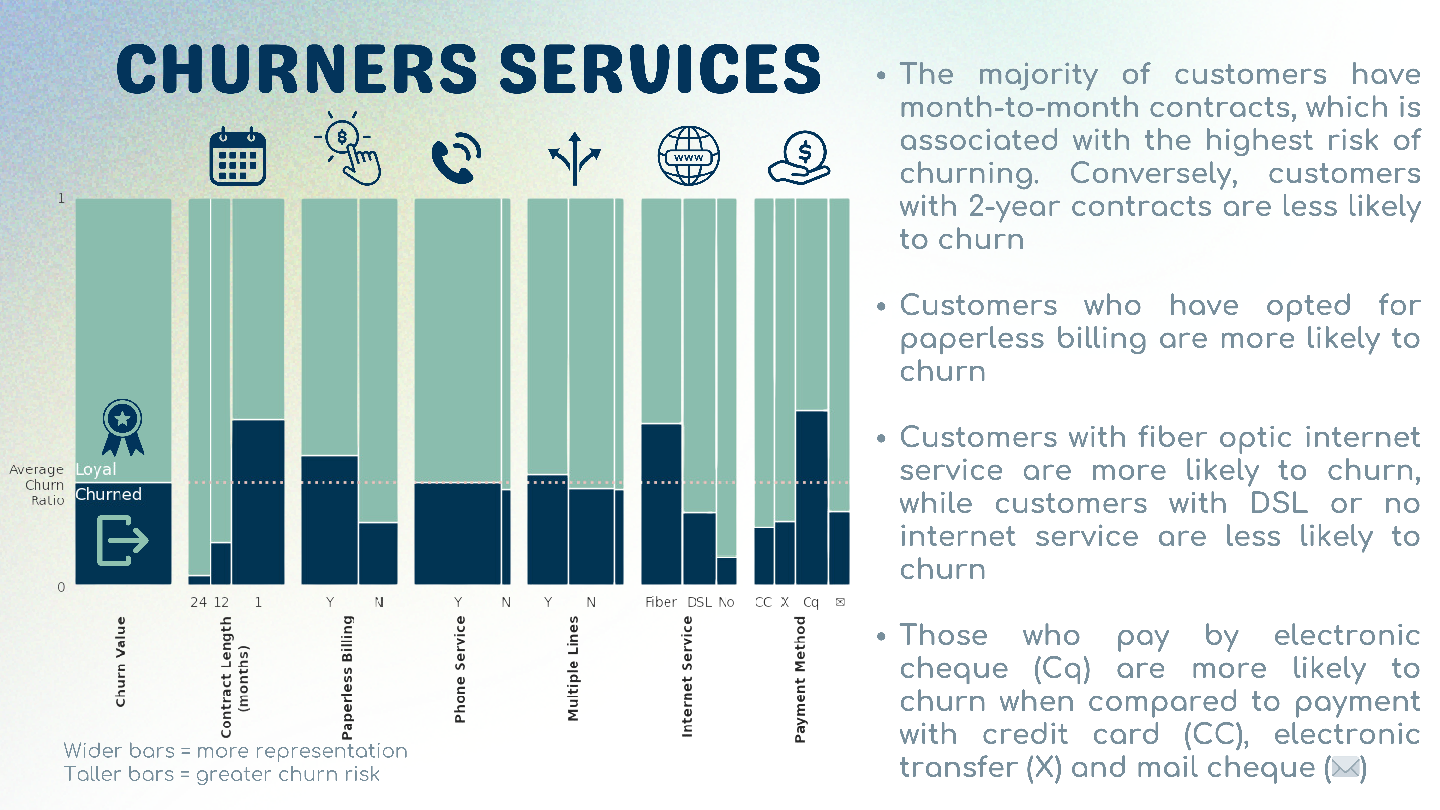 CHURNERS SERVICES
$
WWW
$
1
Average
Churn
Ratio
Loyal
Churned
0
24 12 1
Y N
Y N
Y N
Fiber DSL No
CC X Cq ✉
Churn Value
Contract Length
(months)
Paperless Billing
Phone Service
Multiple Lines
Internet Service
Payment Method
Wider bars = more representation
Taller bars = greater churn risk
• The majority of customers have
month-to-month contracts, which is
associated with the highest risk of
churning. Conversely, customers
with 2-year contracts are less likely
to churn
• Customers who have opted for
paperless billing are more likely to
churn
• Customers with fiber optic internet
service are more likely to churn,
while customers with DSL or no
internet service are less likely to
churn
• Those who pay by electronic
cheque (Cq) are more likely to
churn when compared to payment
with credit card (CC), electronic
transfer (X) and mail cheque (✉)